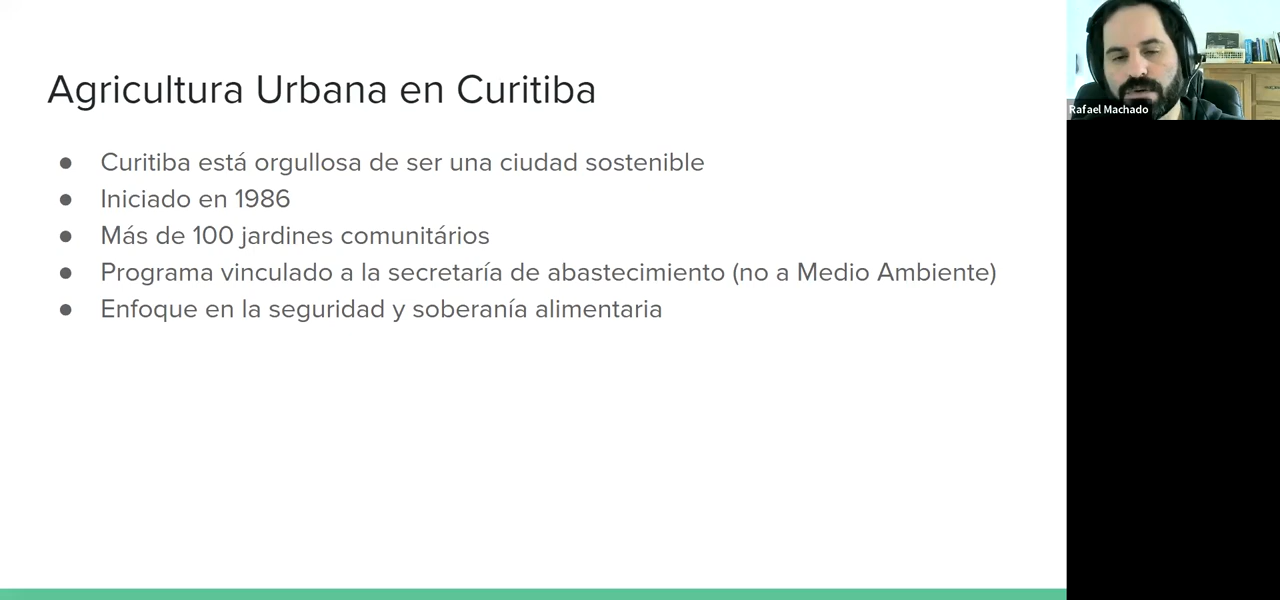 Agricultura Urbana en Curitiba
● Curitiba está orgullosa de ser una ciudad sostenible
● Iniciado en 1986
● Más de 100 jardines comunitários
● Programa vinculado a la secretaría de abastecimiento (no a Medio Ambiente)
● Enfoque en la seguridad y soberanía alimentaria
Rafael Machado